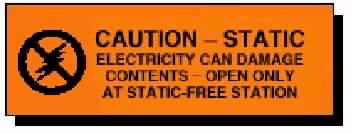 CAUTION – STATIC
ELECTRICITY CAN DAMAGE
CONTENTS – OPEN ONLY
AT STATIC-FREE STATION